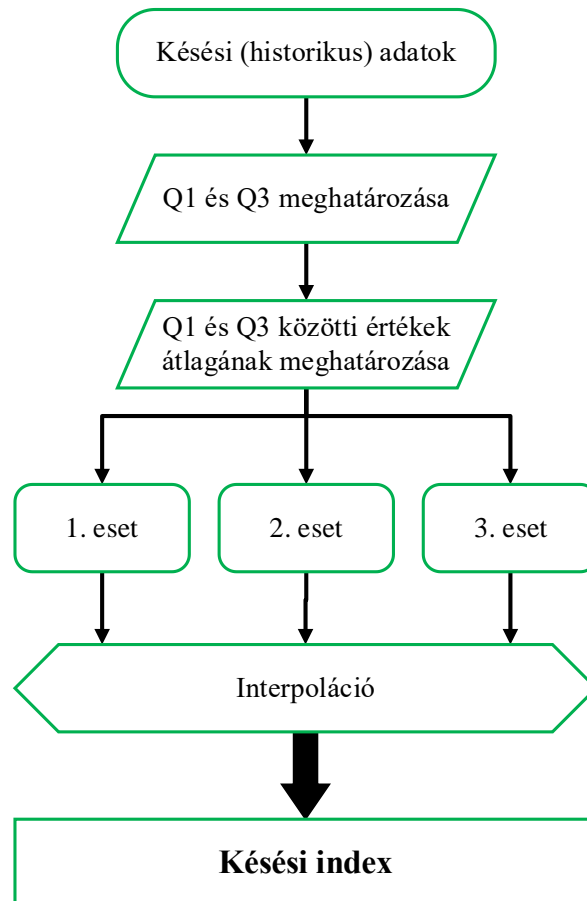 Késési (historikus) adatok
Q1 és Q3 meghatározása
Q1 és Q3 közötti értékek
átlagának meghatározása
1. eset
2. eset
3. eset
Interpoláció
Késési index